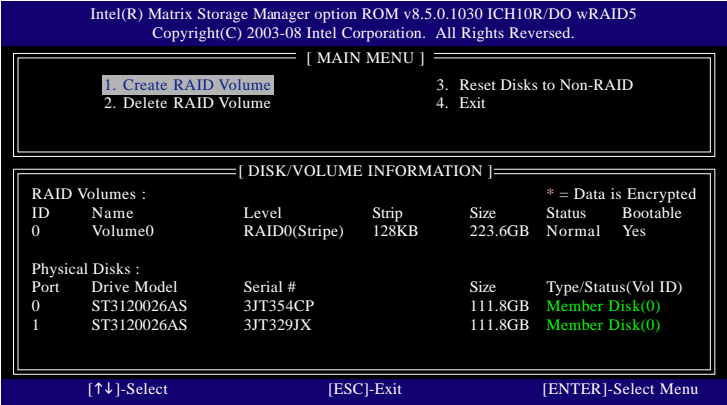 Intel(R) Matrix Storage Manager option ROM v8.5.0.1030 ICH10R/DO wRAID5
Copyright(C) 2003-08 Intel Corporation. All Rights Reversed.
[ MAIN MENU ]
1. Create RAID Volume 3. Reset Disks to Non-RAID
2. Delete RAID Volume 4. Exit
[ DISK/VOLUME INFORMATION ]
RAID Volumes : * = Data is Encrypted
ID Name Level Strip Size Status Bootable
0 Volume0 RAID0(Stripe) 128KB 223.6GB Normal Yes
Physical Disks :
Port Drive Model Serial # Size Type/Status(Vol ID)
0 ST3120026AS 3JT354CP 111.8GB Member Disk(0)
1 ST3120026AS 3JT329JX 111.8GB Member Disk(0)
[↑↓]-Select [ESC]-Exit [ENTER]-Select Menu